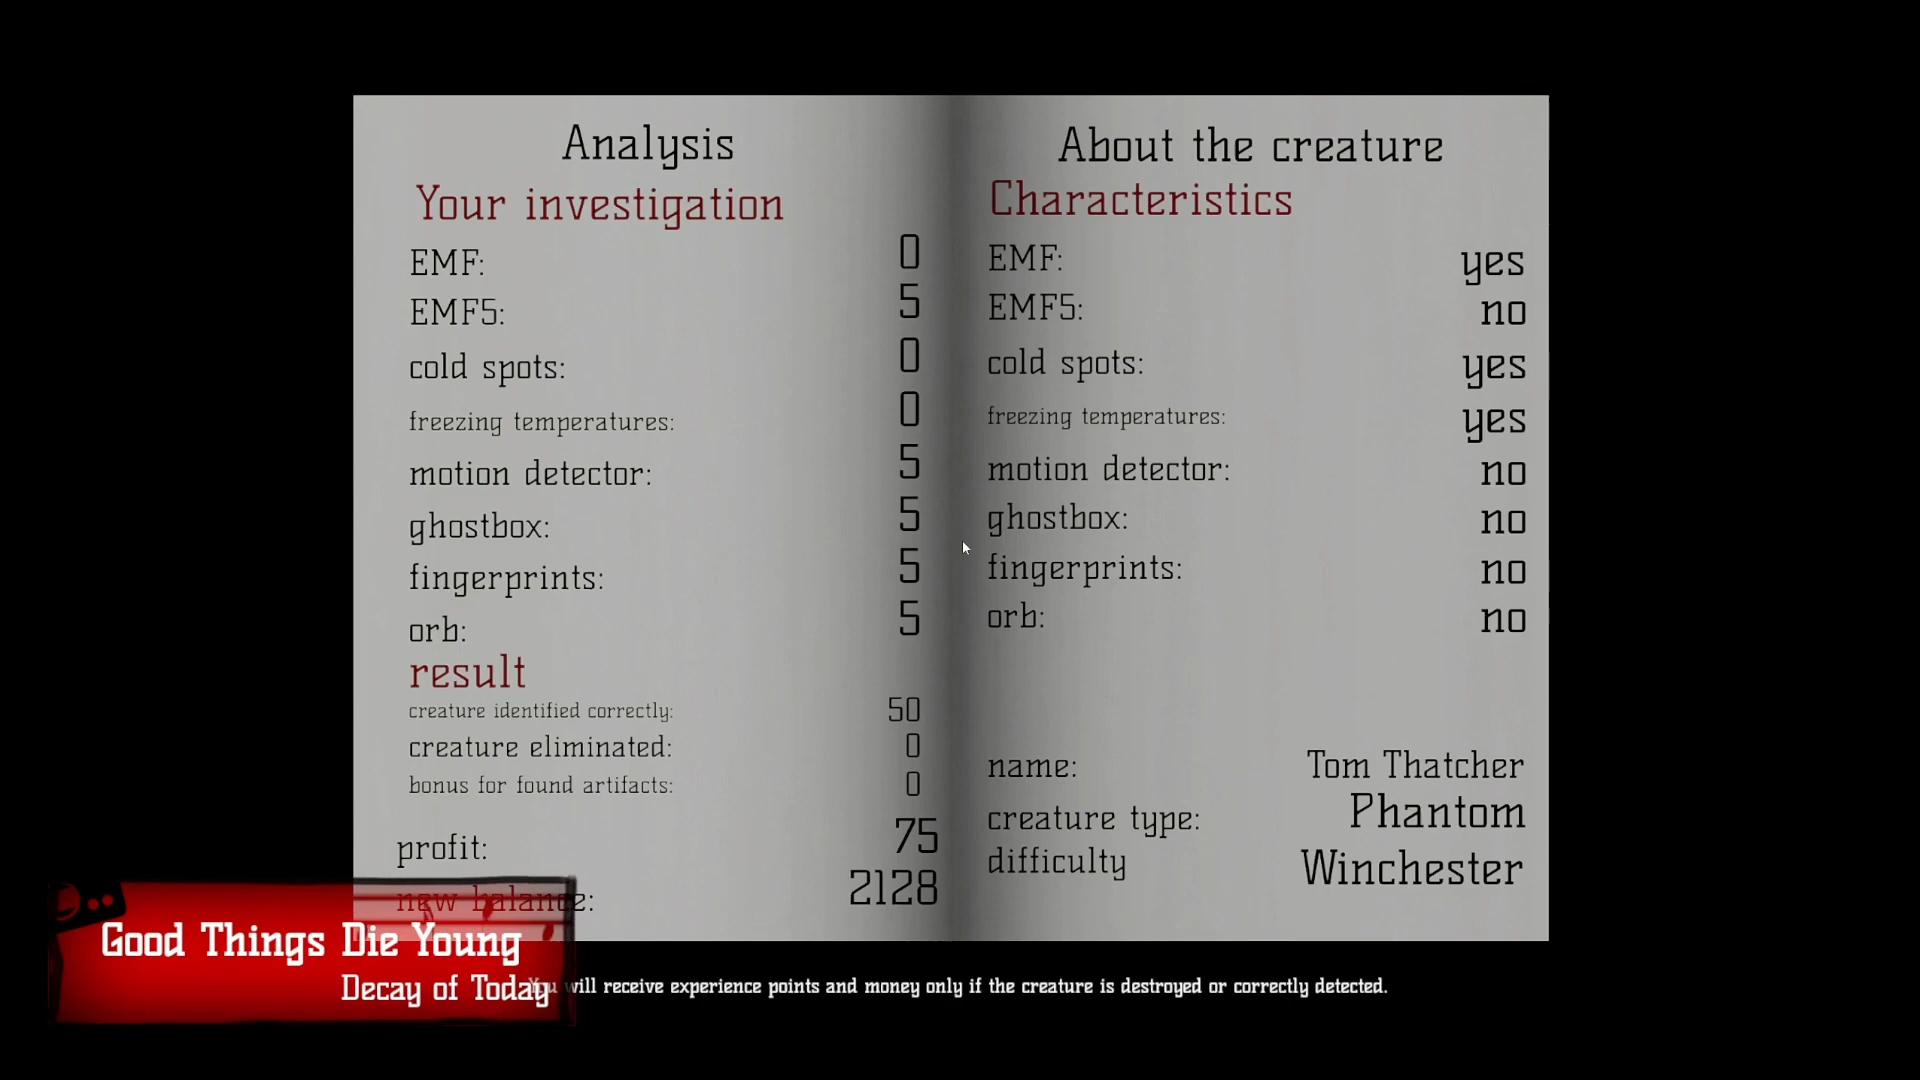 Analysis
Your investigation
EMF: 0
EMF5: 5
cold spots: 0
freezing temperatures: 0
motion detector: 5
ghostbox: 5
fingerprints: 5
orb: 5
result
creature identified correctly: 50
creature eliminated: 0
bonus for found artifacts: 0
profit: 75
new balance: 2128
About the creature
Characteristics
EMF: yes
EMF5: no
cold spots: yes
freezing temperatures: yes
motion detector: no
ghostbox: no
fingerprints: no
orb: no
name: Tom Thatcher
creature type: Phantom
difficulty Winchester
Good Things Die Young
Decay of Today
You will receive experience points and money only if the creature is destroyed or correctly detected.